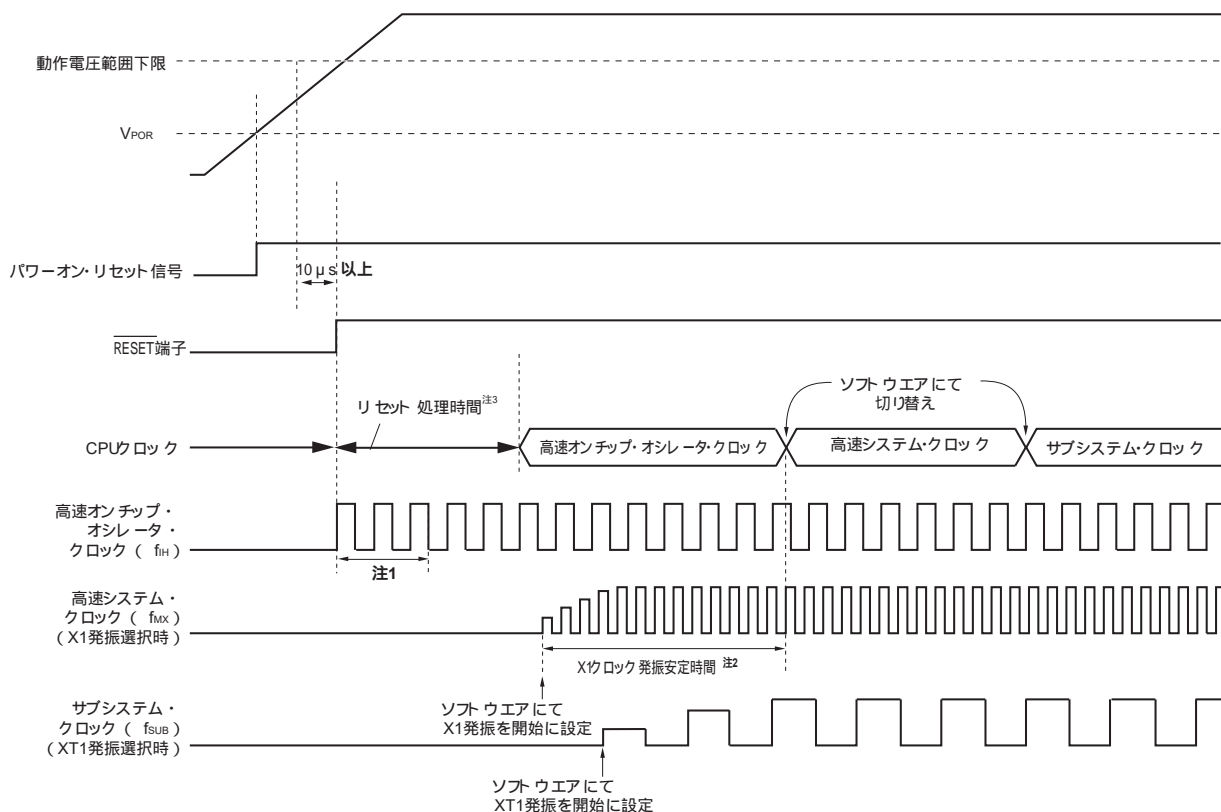 動作電圧範囲下限
VPOR
パワーオン・リセット信号
10μs以上
RESET端子
リセット処理時間注3
ソフトウエアにて
切り替え
CPUクロック
高速オンチップ・オシレータ・クロック
高速システム・クロック
サブシステム・クロック
高速オンチップ・
オシレータ・
クロック（fIH）
注1
高速システム・
クロック（fMX）
（X1発振選択時）
X1クロック発振安定時間 注2
ソフトウエアにて
X1発振を開始に設定
サブシステム・
クロック（fSUB）
（XT1発振選択時）
ソフトウエアにて
XT1発振を開始に設定